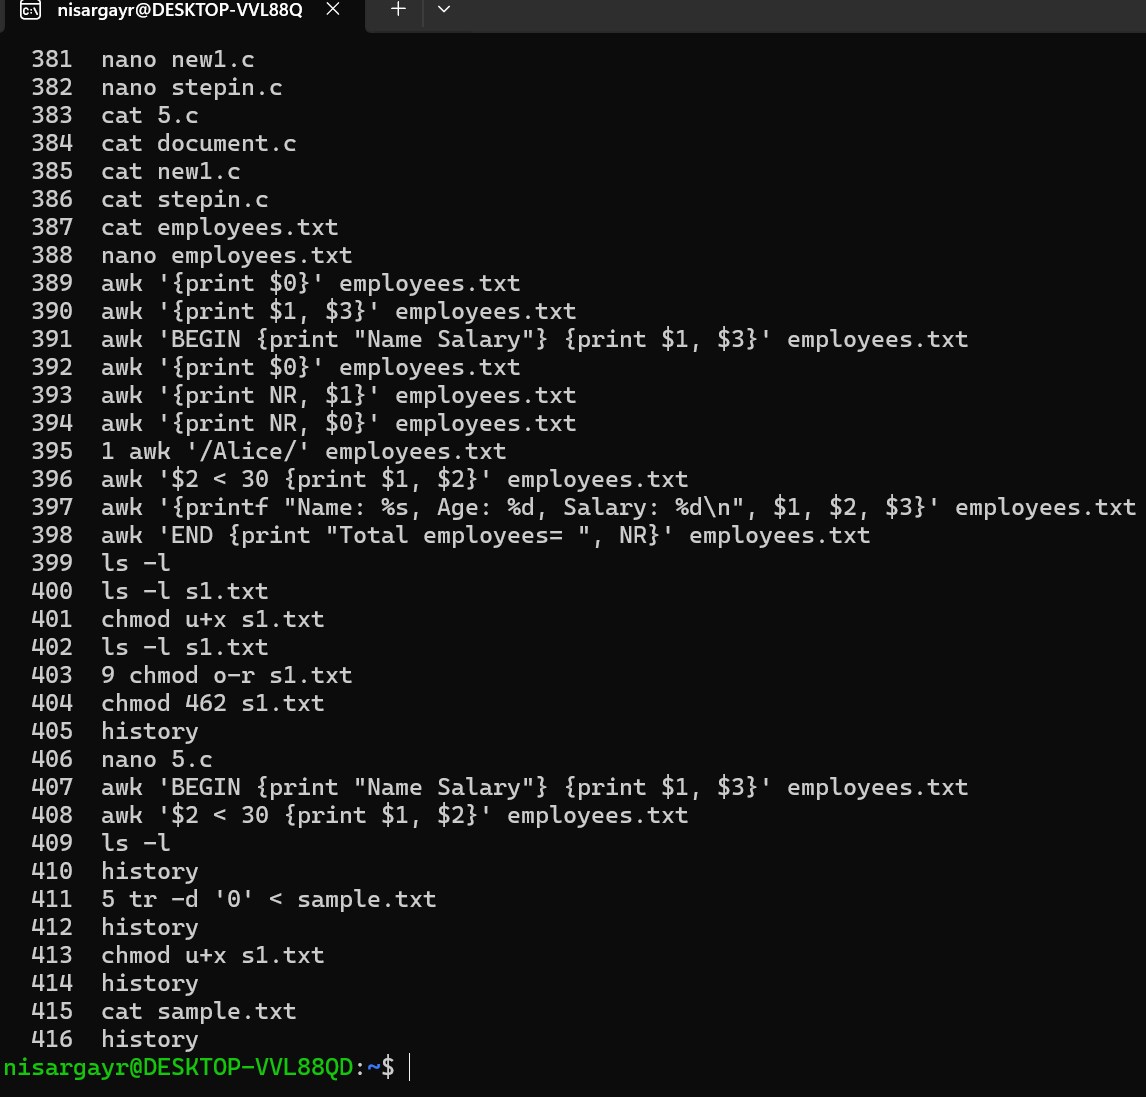 nisargayr@DESKTOP-VVL88Q
381 nano new1.c
382 nano stepin.c
383 cat 5.c
384 cat document.c
385 cat new1.c
386 cat stepin.c
387 cat employees.txt
388 nano employees.txt
389 awk '{print $0}' employees.txt
390 awk '{print $1, $3}' employees.txt
391 awk 'BEGIN {print "Name Salary"} {print $1, $3}' employees.txt
392 awk '{print $0}' employees.txt
393 awk '{print NR, $1}' employees.txt
394 awk '{print NR, $0}' employees.txt
395 1 awk '/Alice/' employees.txt
396 awk '$2 < 30 {print $1, $2}' employees.txt
397 awk '{printf "Name: %s, Age: %d, Salary: %d\n", $1, $2, $3}' employees.txt
398 awk 'END {print "Total employees= ", NR}' employees.txt
399 ls -l
400 ls -l s1.txt
401 chmod u+x s1.txt
402 ls -l s1.txt
403 9 chmod o-r s1.txt
404 chmod 462 s1.txt
405 history
406 nano 5.c
407 awk 'BEGIN {print "Name Salary"} {print $1, $3}' employees.txt
408 awk '$2 < 30 {print $1, $2}' employees.txt
409 ls -l
410 history
411 5 tr -d '0' < sample.txt
412 history
413 chmod u+x s1.txt
414 history
415 cat sample.txt
416 history
nisargayr@DESKTOP-VVL88QD:~$